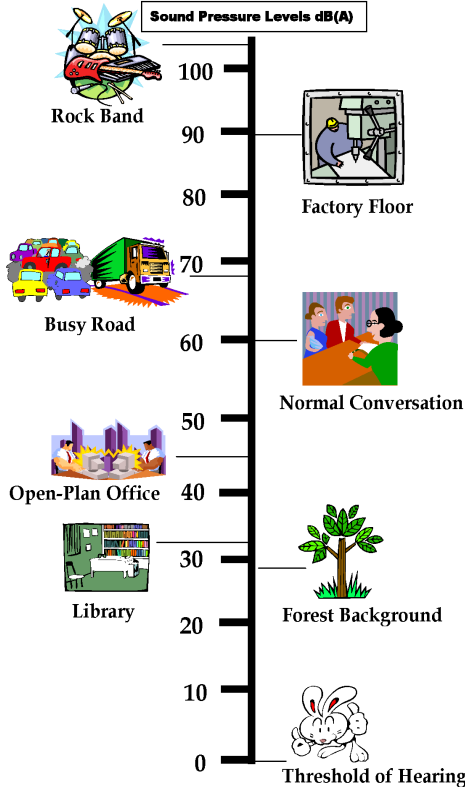 Sound Pressure Levels dB(A)
100
Rock Band
90
80
Factory Floor
70
Busy Road
60
Normal Conversation
50
Open-Plan Office
40
30
Library
Forest Background
20
10
0
Threshold of Hearing